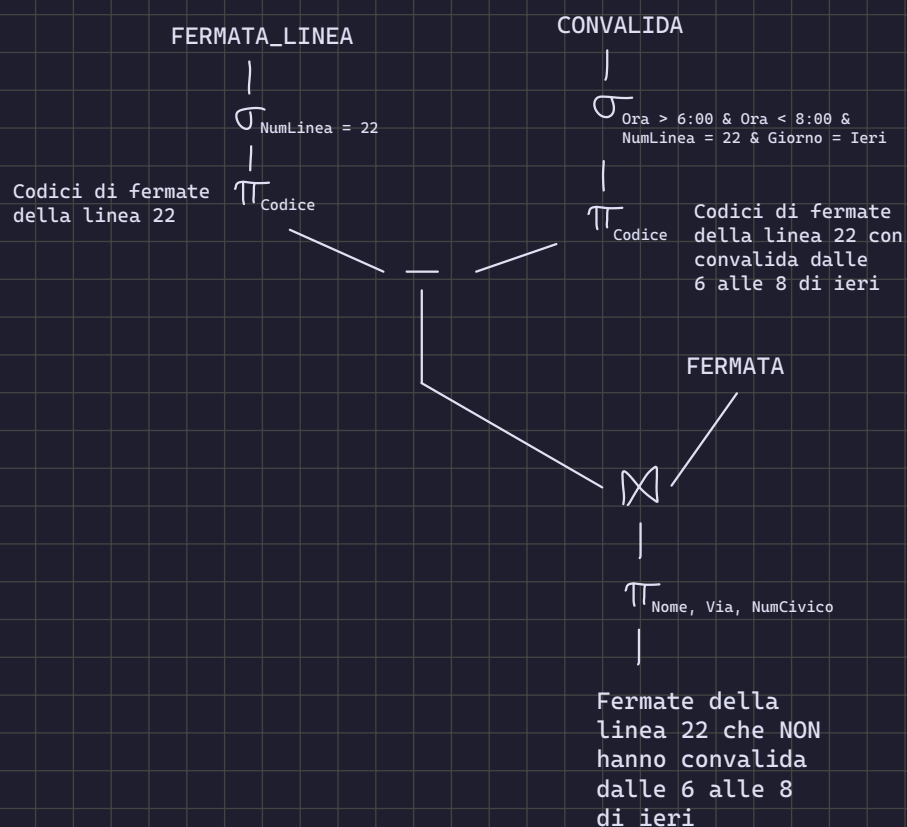 FERMATA_LINEA
CONVALIDA
σ NumLinea = 22
σ Ora > 6:00 & Ora < 8:00 &
NumLinea = 22 & Giorno = Ieri
Codici di fermate
della linea 22
π Codice
π Codice
Codici di fermate
della linea 22 con
convalida dalle
6 alle 8 di ieri
—
FERMATA
⋈
π Nome, Via, NumCivico
Fermate della
linea 22 che NON
hanno convalida
dalle 6 alle 8
di ieri